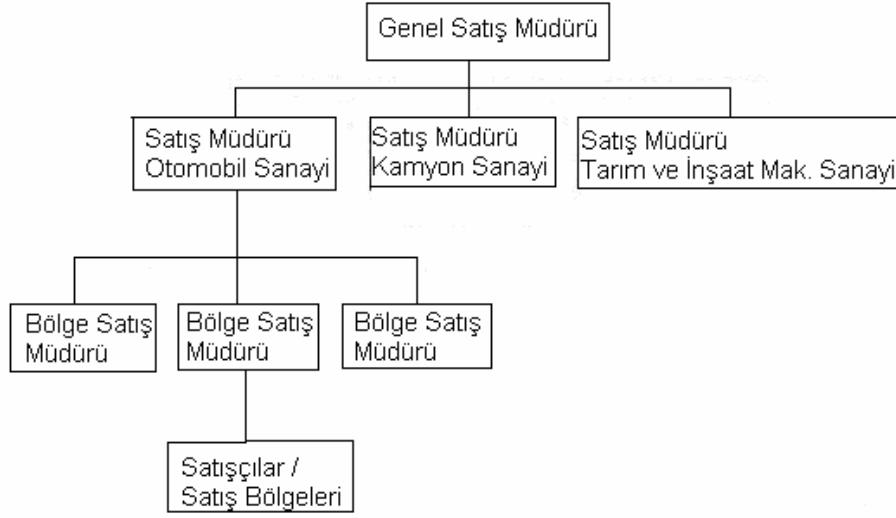 Genel Satış Müdürü
Satış Müdürü
Otomobil Sanayi
Satış Müdürü
Kamyon Sanayi
Satış Müdürü
Tarım ve İnşaat Mak. Sanayi
Bölge Satış
Müdürü
Bölge Satış
Müdürü
Bölge Satış
Müdürü
Satışçılar /
Satış Bölgeleri